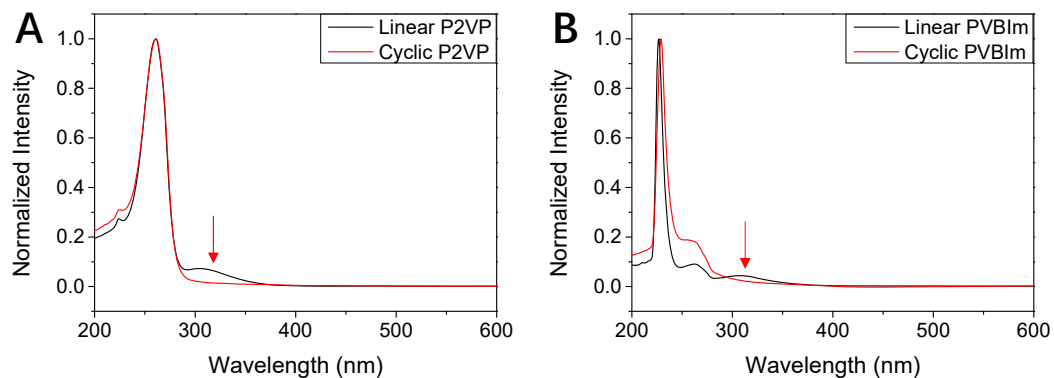 A
Linear P2VP
Cyclic P2VP
Normalized Intensity
1.0
0.8
0.6
0.4
0.2
0.0
200 300 400 500 600
Wavelength (nm)
B
Linear PVBIm
Cyclic PVBIm
Normalized Intensity
1.0
0.8
0.6
0.4
0.2
0.0
200 300 400 500 600
Wavelength (nm)